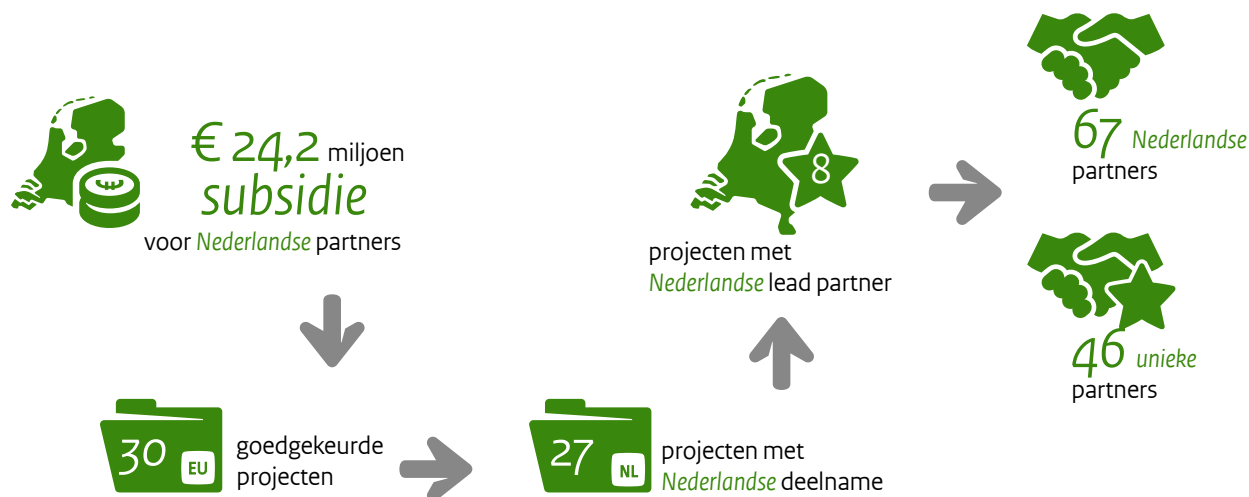 € 24,2 miljoen
subsidie
voor Nederlandse partners
30
EU
goedgekeurde
projecten
27
NL
projecten met
Nederlandse deelname
8
projecten met
Nederlandse lead partner
67 Nederlandse
partners
46 unieke
partners